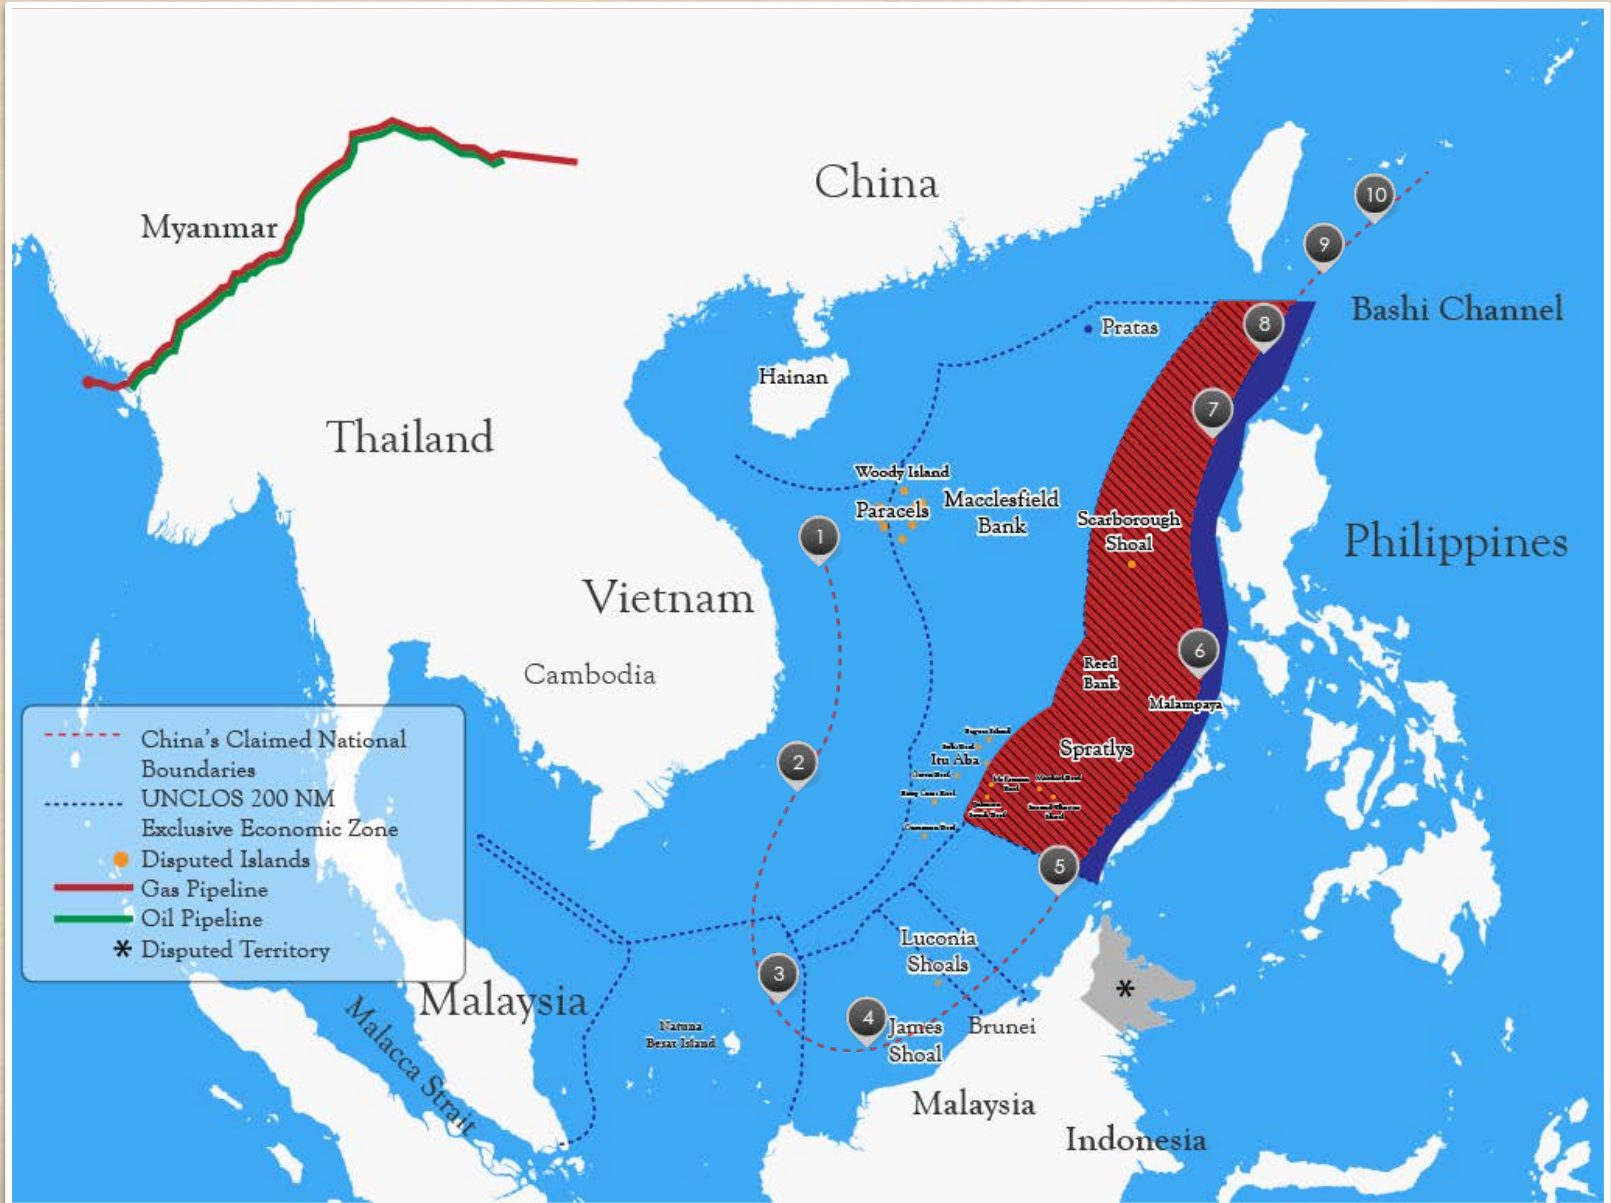 China
Myanmar
10
9
Bashi Channel
8
Pratas
Hainan
7
Thailand
Woody Island
Paracels
Macclesfield
Bank
Scarborough
Shoal
1
Philippines
Vietnam
Cambodia
6
Reed
Bank
Malampaya
Spratlys
Itu Aba
2
5
China's Claimed National
Boundaries
UNCLOS 200 NM
Exclusive Economic Zone
Disputed Islands
Gas Pipeline
Oil Pipeline
* Disputed Territory
Luconia
Shoals
3
*
Malaysia
Malacca Strait
4
James
Shoal
Brunei
Natuna
Besar Island
Malaysia
Indonesia